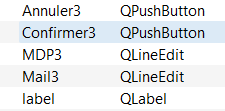 Annuler3 QPushButton
Confirmer3 QPushButton
MDP3 QLineEdit
Mail3 QLineEdit
label QLabel